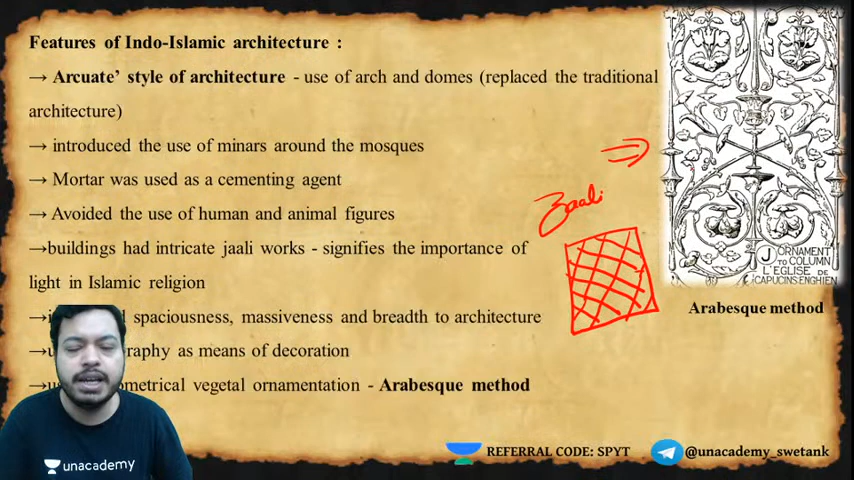 Features of Indo-Islamic architecture :
→ Arcuate’ style of architecture - use of arch and domes (replaced the traditional
architecture)
→ introduced the use of minars around the mosques
→ Mortar was used as a cementing agent
→ Avoided the use of human and animal figures
→buildings had intricate jaali works - signifies the importance of
light in Islamic religion
spaciousness, massiveness and breadth to architecture
as means of decoration
vegetal ornamentation - Arabesque method
Jaali
J ORNAMENT
TO COLUMN
L'EGLISE DE
CAPUCINS,ENGHIEN
Arabesque method
unacademy
REFERRAL CODE: SPYT
@unacademy_swetank